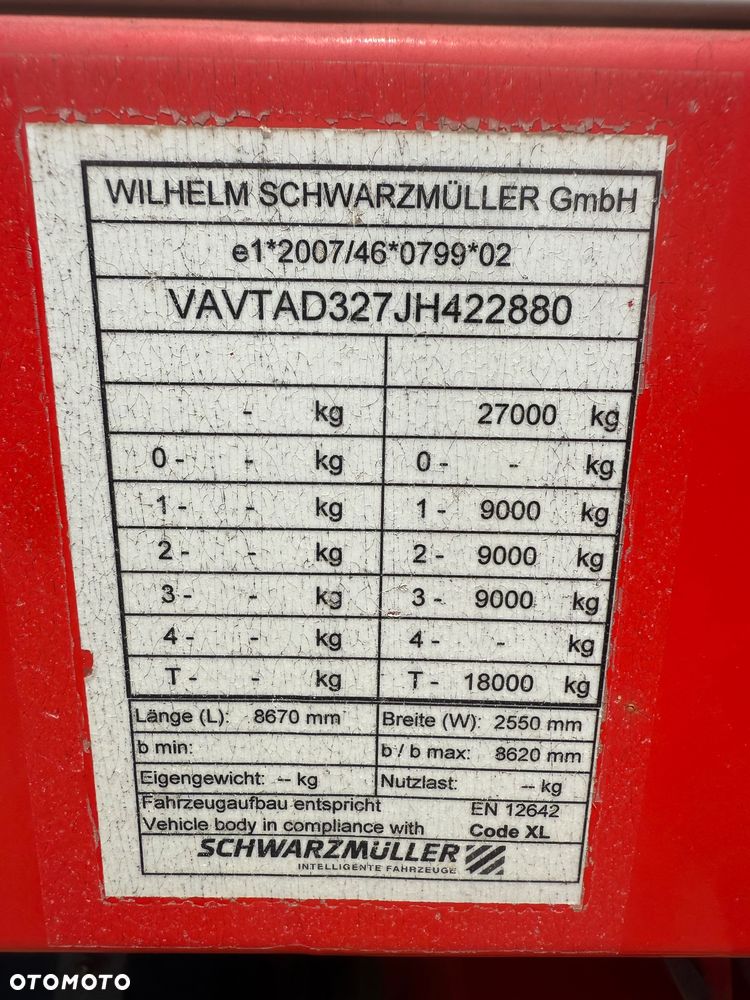 WILHELM SCHWARZMÜLLER GmbH
e1*2007/46*0799*02
VAVTAD327JH422880
- kg 27000 kg
0 - - kg 0 - - kg
1 - - kg 1 - 9000 kg
2 - - kg 2 - 9000 kg
3 - - kg 3 - 9000 kg
4 - - kg 4 - - kg
T - - kg T - 18000 kg
Länge (L): 8670 mm Breite (W): 2550 mm
b min: b / b max: 8620 mm
Eigengewicht: -- kg Nutzlast: -- kg
Fahrzeugaufbau entspricht EN 12642
Vehicle body in compliance with Code XL
SCHWARZMÜLLER
INTELLIGENTE FAHRZEUGE
OTOMOTO